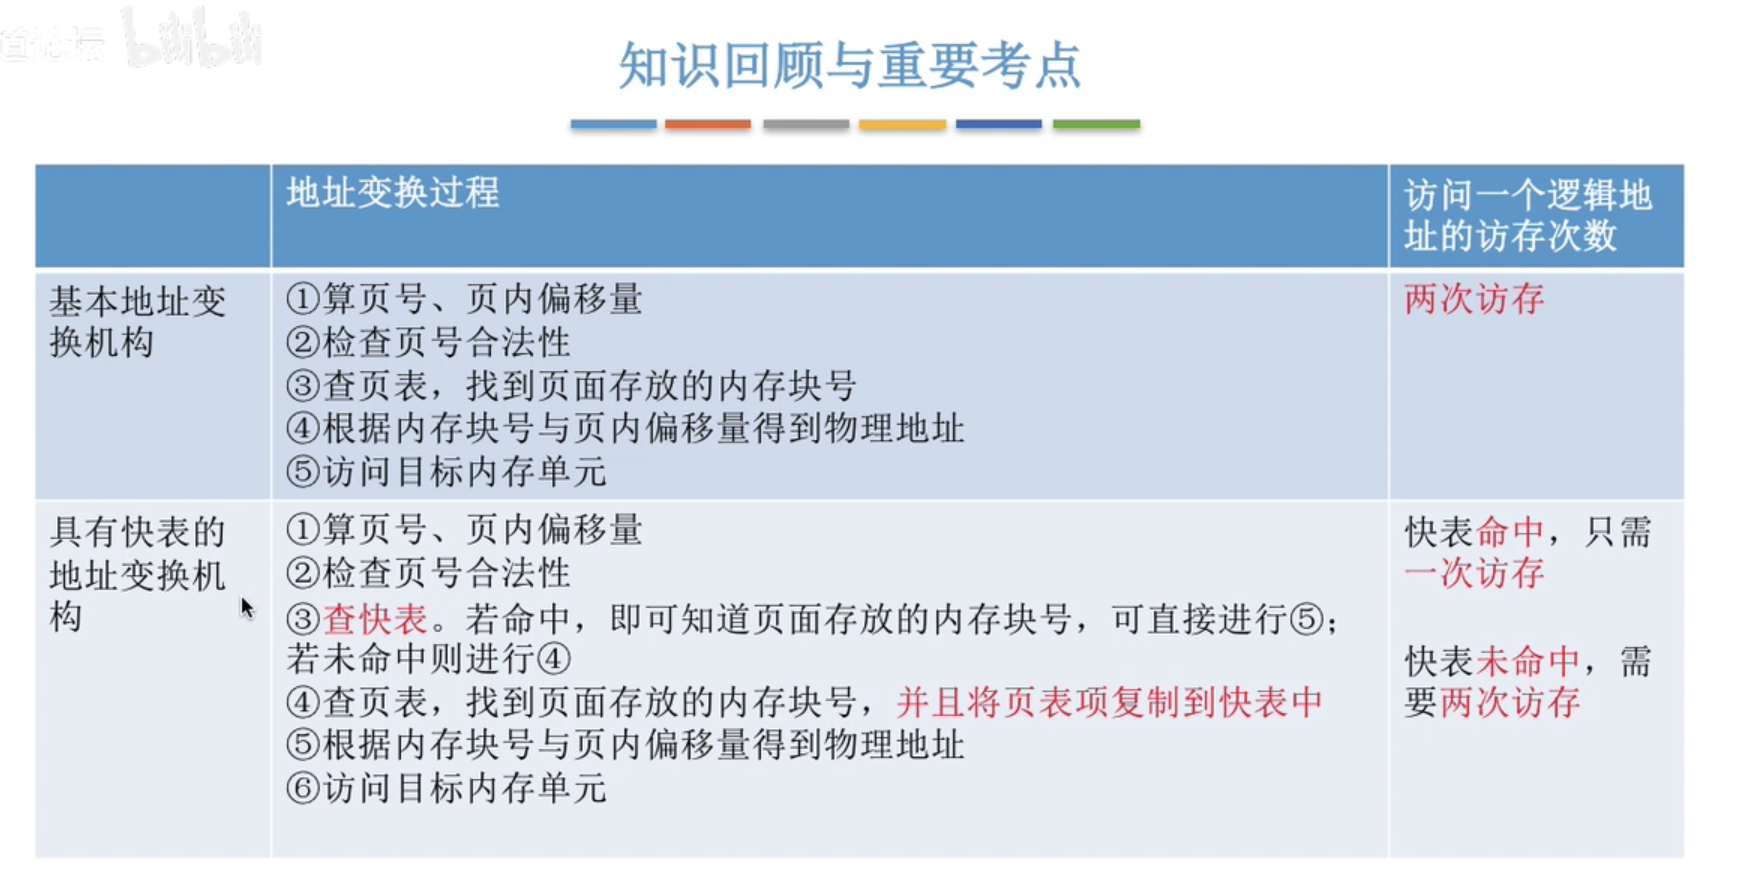 道论坛 bilibili
知识回顾与重要考点
地址变换过程
访问一个逻辑地
址的访存次数
基本地址变
换机构
①算页号、页内偏移量
②检查页号合法性
③查页表，找到页面存放的内存块号
④根据内存块号与页内偏移量得到物理地址
⑤访问目标内存单元
两次访存
具有快表的
地址变换机
构
①算页号、页内偏移量
②检查页号合法性
③查快表。若命中，即可知道页面存放的内存块号，可直接进行⑤；
若未命中则进行④
④查页表，找到页面存放的内存块号，并且将页表项复制到快表中
⑤根据内存块号与页内偏移量得到物理地址
⑥访问目标内存单元
快表命中，只需
一次访存
快表未命中，需
要两次访存